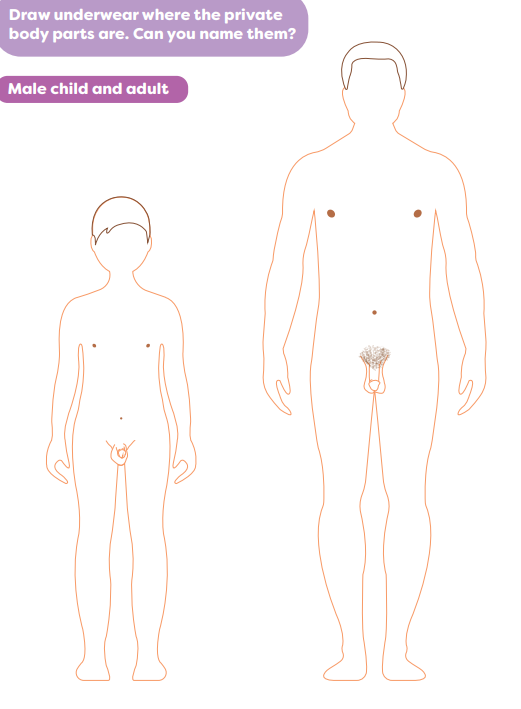 Draw underwear where the private
body parts are. Can you name them?
Male child and adult